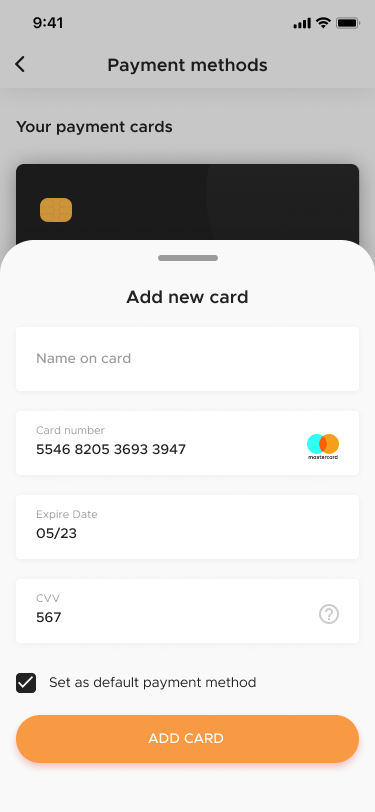 9:41
Payment methods
Your payment cards
Add new card
Name on card
Card number
5546 8205 3693 3947
mastercard
Expire Date
05/23
CVV
567
?
Set as default payment method
ADD CARD